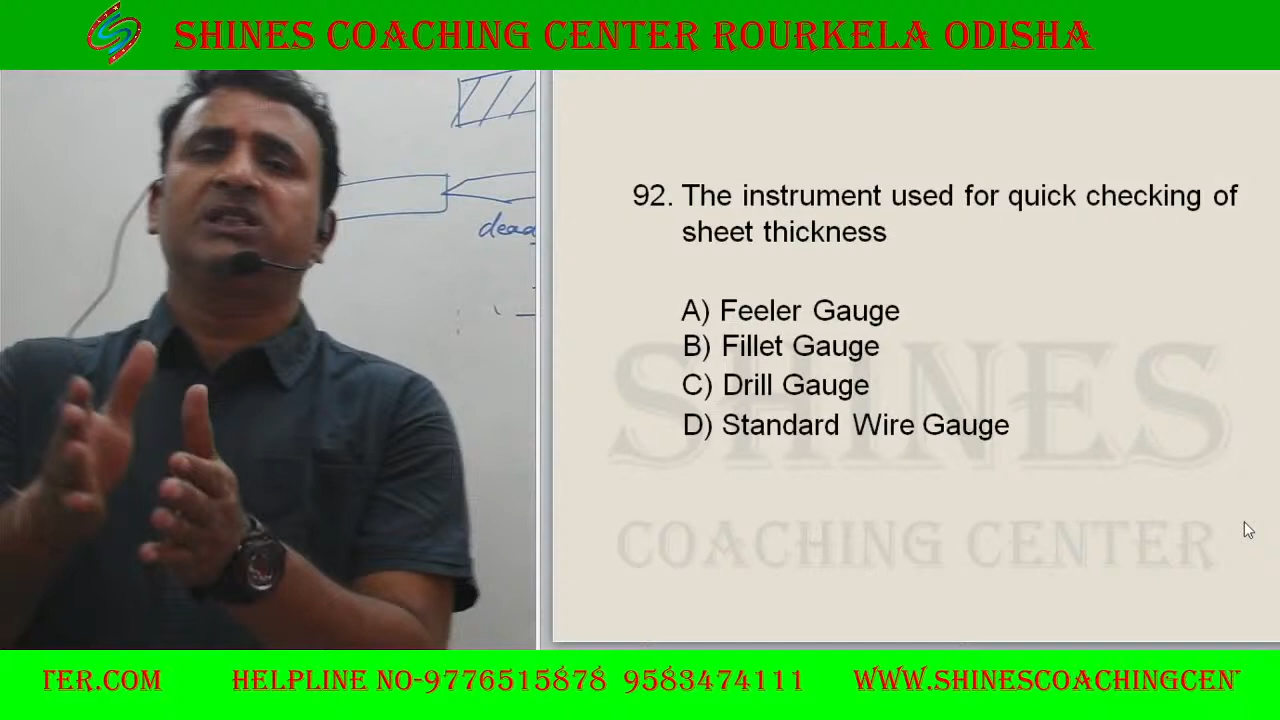 SHINES COACHING CENTER ROURKELA ODISHA
dead
92. The instrument used for quick checking of
sheet thickness
A) Feeler Gauge
B) Fillet Gauge
C) Drill Gauge
D) Standard Wire Gauge
SHINES
COACHING CENTER
TER.COM HELPLINE NO-9776515878 9583474111 WWW.SHINESCOACHINGCEN